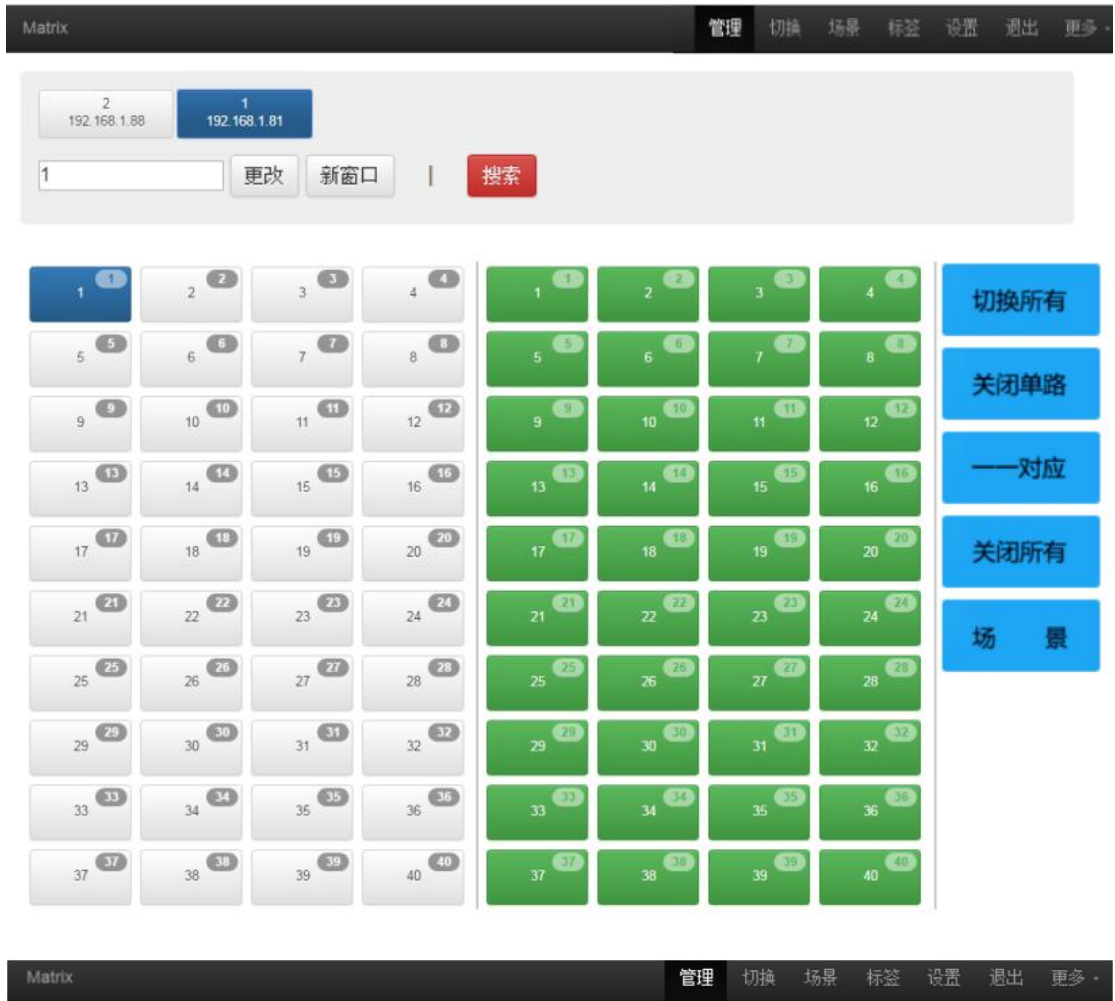 Matrix 管理 切换 场景 标签 设置 退出 更多
2 1
192.168.1.88 192.168.1.81
1 更改 新窗口 | 搜索
1 1 2 2 3 3 4 4 1 1 2 2 3 3 4 4 切换所有
5 5 6 6 7 7 8 8 5 5 6 6 7 7 8 8 关闭单路
9 9 10 10 11 11 12 12 9 9 10 10 11 11 12 12
13 13 14 14 15 15 16 16 13 13 14 14 15 15 16 16 一一对应
17 17 18 18 19 19 20 20 17 17 18 18 19 19 20 20 关闭所有
21 21 22 22 23 23 24 24 21 21 22 22 23 23 24 24 场 景
25 25 26 26 27 27 28 28 25 25 26 26 27 27 28 28
29 29 30 30 31 31 32 32 29 29 30 30 31 31 32 32
33 33 34 34 35 35 36 36 33 33 34 34 35 35 36 36
37 37 38 38 39 39 40 40 37 37 38 38 39 39 40 40
Matrix 管理 切换 场景 标签 设置 退出 更多